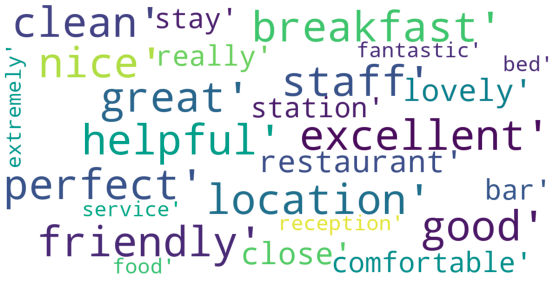 clean'
stay'
breakfast'
extremely'
nice'
really'
fantastic'
bed'
great'
staff'
lovely'
station'
helpful'
excellent'
restaurant'
perfect'
location'
bar'
service'
reception'
good'
friendly'
close'
comfortable'
food'